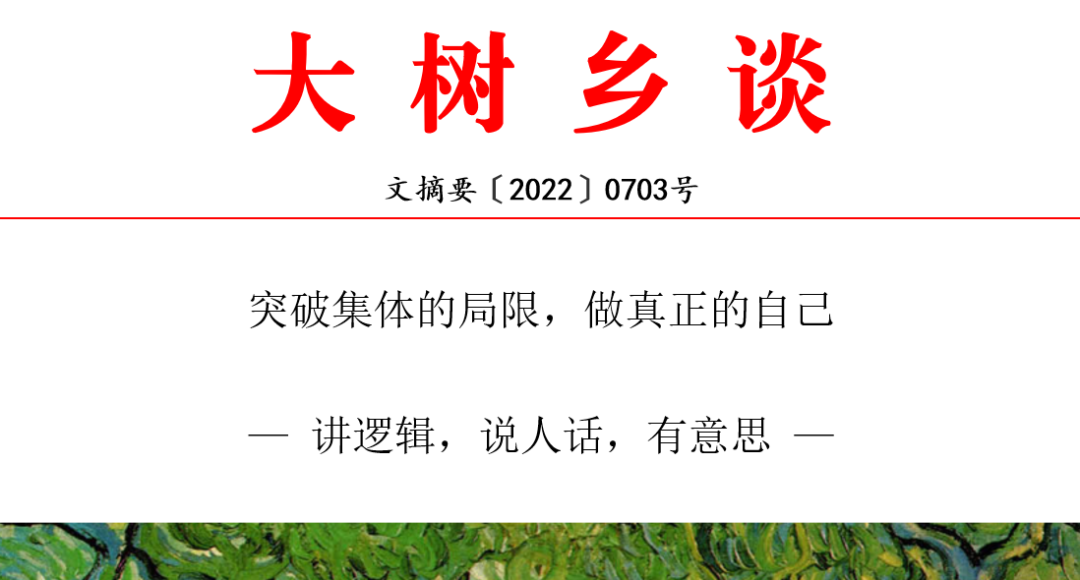 大树乡谈
文摘要〔2022〕0703号
突破集体的局限，做真正的自己
— 讲逻辑，说人话，有意思 —